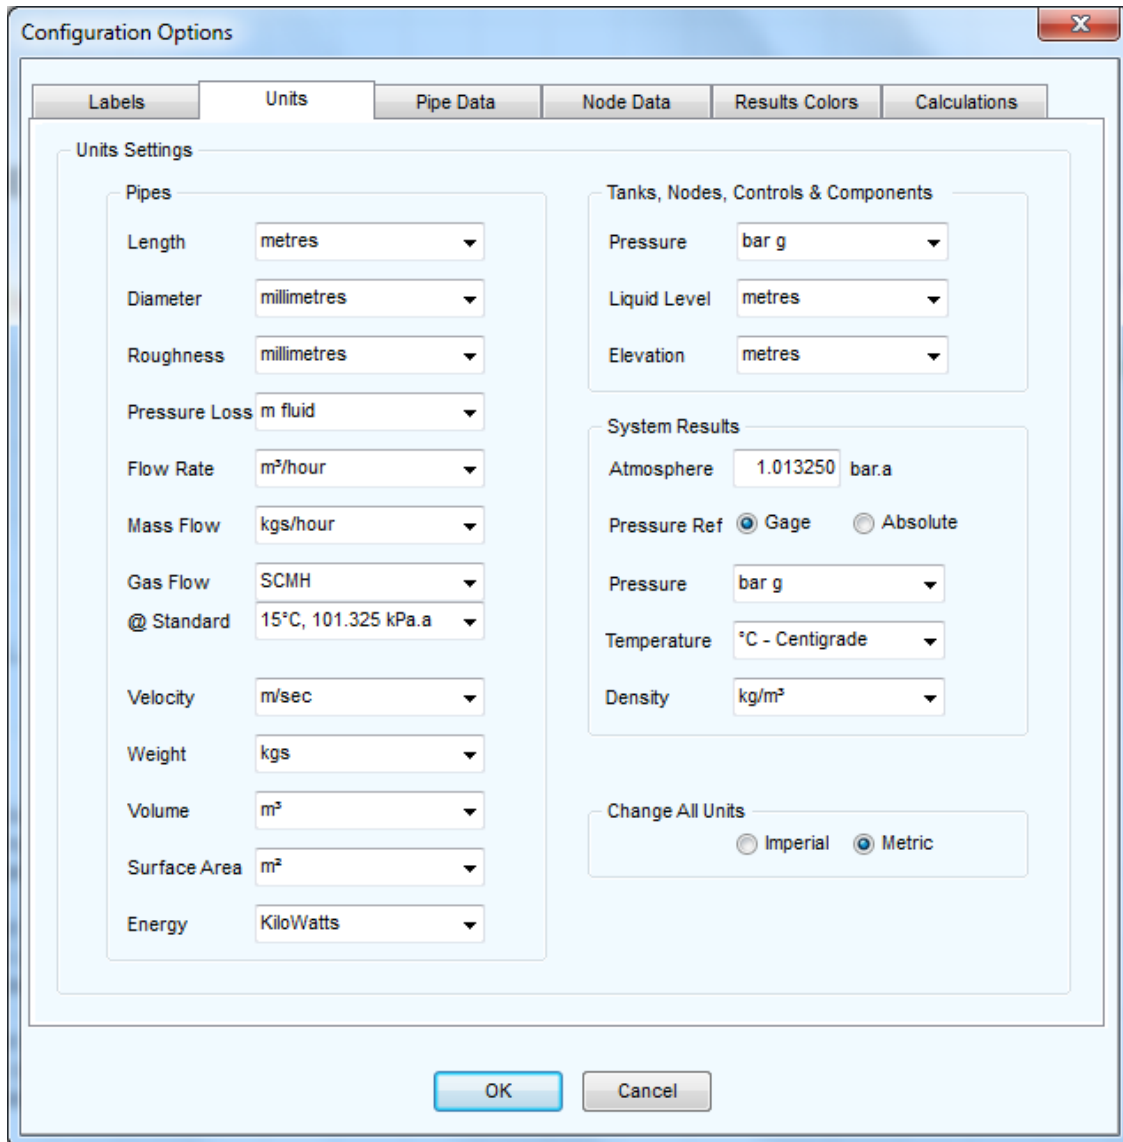 Configuration Options
X
Labels Units Pipe Data Node Data Results Colors Calculations
Units Settings
Pipes
Length metres
Diameter millimetres
Roughness millimetres
Pressure Loss m fluid
Flow Rate m³/hour
Mass Flow kgs/hour
Gas Flow SCMH
@ Standard 15°C, 101.325 kPa.a
Velocity m/sec
Weight kgs
Volume m³
Surface Area m²
Energy KiloWatts
Tanks, Nodes, Controls & Components
Pressure bar g
Liquid Level metres
Elevation metres
System Results
Atmosphere 1.013250 bar.a
Pressure Ref Gage Absolute
Pressure bar g
Temperature °C - Centigrade
Density kg/m³
Change All Units
Imperial Metric
OK Cancel